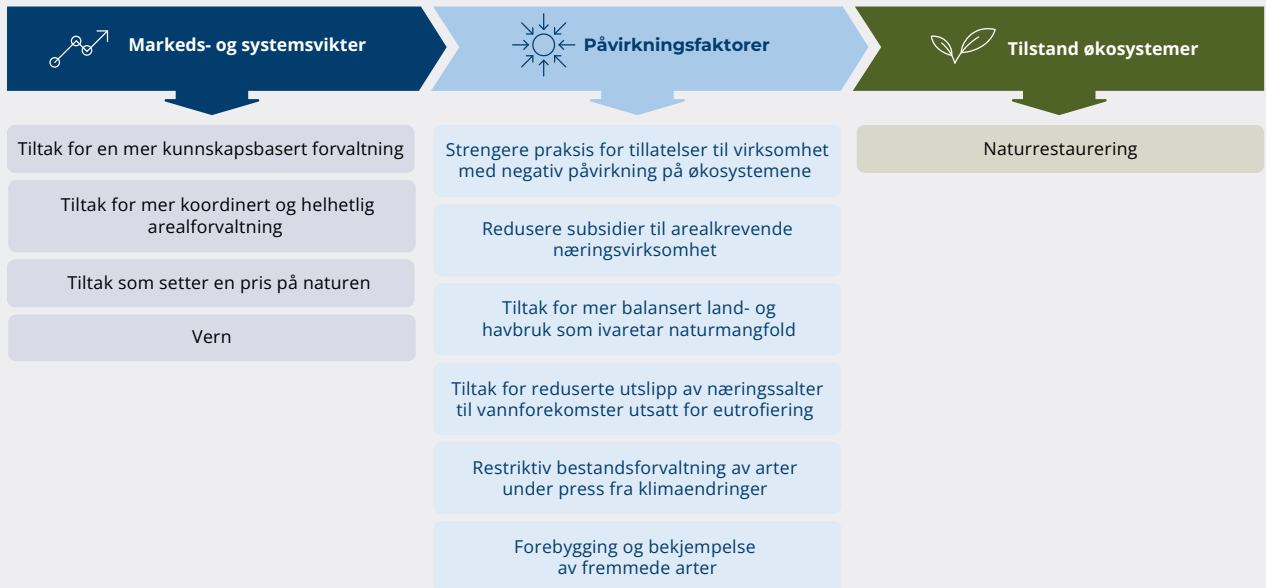 Markeds- og systemsvikter
Påvirkningsfaktorer
Tilstand økosystemer
Tiltak for en mer kunnskapsbasert forvaltning
Tiltak for mer koordinert og helhetlig
arealforvaltning
Tiltak som setter en pris på naturen
Vern
Strengere praksis for tillatelser til virksomhet
med negativ påvirkning på økosystemene
Redusere subsidier til arealkrevende
næringsvirksomhet
Tiltak for mer balansert land- og
havbruk som ivaretar naturmangfold
Tiltak for reduserte utslipp av næringssalter
til vannforekomster utsatt for eutrofiering
Restriktiv bestandsforvaltning av arter
under press fra klimaendringer
Forebygging og bekjempelse
av fremmede arter
Naturrestaurering